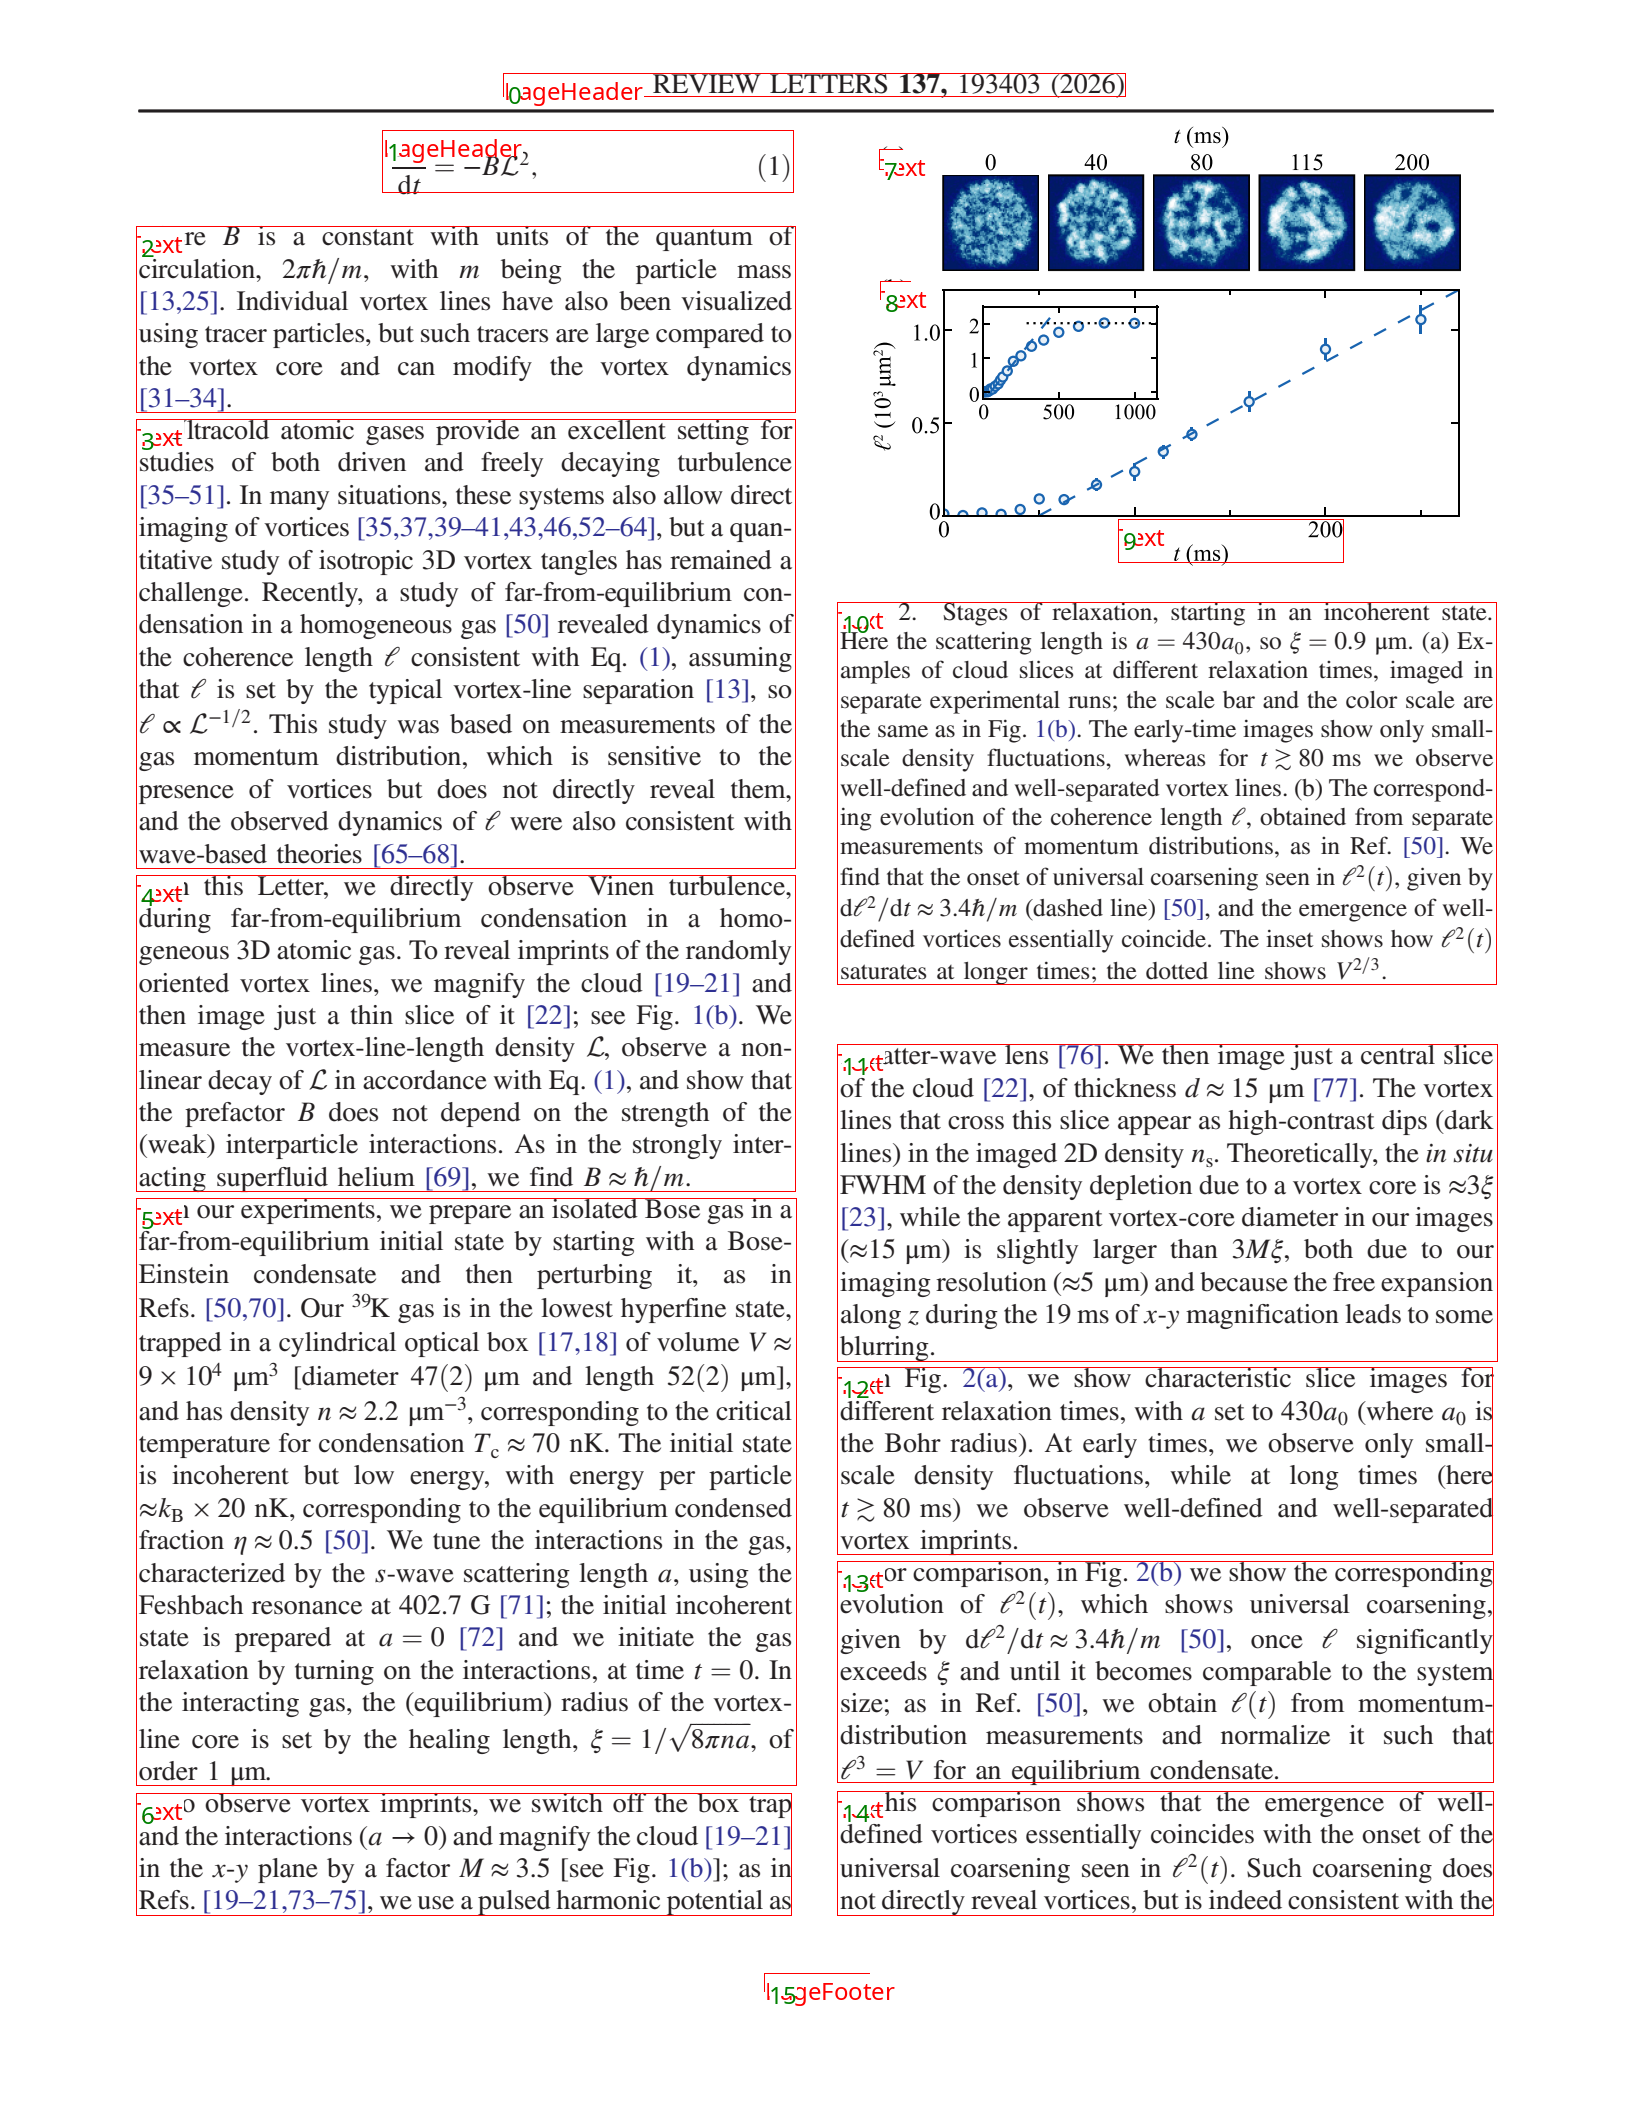 REVIEW LETTERS 137, 193403 (2026)
0
PageHeader
1
PageHeader
dt = −Bℒ², (1)
2
Text
re B is a constant with units of the quantum of
circulation, 2πℏ/m, with m being the particle mass
[13,25]. Individual vortex lines have also been visualized
using tracer particles, but such tracers are large compared to
the vortex core and can modify the vortex dynamics
[31–34].
3
Text
ltracold atomic gases provide an excellent setting for
studies of both driven and freely decaying turbulence
[35–51]. In many situations, these systems also allow direct
imaging of vortices [35,37,39–41,43,46,52–64], but a quan-
titative study of isotropic 3D vortex tangles has remained a
challenge. Recently, a study of far-from-equilibrium con-
densation in a homogeneous gas [50] revealed dynamics of
the coherence length ℓ consistent with Eq. (1), assuming
that ℓ is set by the typical vortex-line separation [13], so
ℓ ∝ ℒ^−1/2. This study was based on measurements of the
gas momentum distribution, which is sensitive to the
presence of vortices but does not directly reveal them,
and the observed dynamics of ℓ were also consistent with
wave-based theories [65–68].
4
Text
this Letter, we directly observe Vinen turbulence,
during far-from-equilibrium condensation in a homo-
geneous 3D atomic gas. To reveal imprints of the randomly
oriented vortex lines, we magnify the cloud [19–21] and
then image just a thin slice of it [22]; see Fig. 1(b). We
measure the vortex-line-length density ℒ, observe a non-
linear decay of ℒ in accordance with Eq. (1), and show that
the prefactor B does not depend on the strength of the
(weak) interparticle interactions. As in the strongly inter-
acting superfluid helium [69], we find B ≈ ℏ/m.
5
Text
our experiments, we prepare an isolated Bose gas in a
far-from-equilibrium initial state by starting with a Bose-
Einstein condensate and then perturbing it, as in
Refs. [50,70]. Our ³⁹K gas is in the lowest hyperfine state,
trapped in a cylindrical optical box [17,18] of volume V ≈
9 × 10⁴ μm³ [diameter 47(2) μm and length 52(2) μm],
and has density n ≈ 2.2 μm⁻³, corresponding to the critical
temperature for condensation T_c ≈ 70 nK. The initial state
is incoherent but low energy, with energy per particle
≈k_B × 20 nK, corresponding to the equilibrium condensed
fraction η ≈ 0.5 [50]. We tune the interactions in the gas,
characterized by the s-wave scattering length a, using the
Feshbach resonance at 402.7 G [71]; the initial incoherent
state is prepared at a = 0 [72] and we initiate the gas
relaxation by turning on the interactions, at time t = 0. In
the interacting gas, the (equilibrium) radius of the vortex-
line core is set by the healing length, ξ = 1/√8πna, of
order 1 μm.
6
Text
o observe vortex imprints, we switch off the box trap
and the interactions (a → 0) and magnify the cloud [19–21]
in the x-y plane by a factor M ≈ 3.5 [see Fig. 1(b)]; as in
Refs. [19–21,73–75], we use a pulsed harmonic potential as
t (ms)
7
Text
0 40 80 115 200
8
Text
ℓ² (10³ μm²)
1.0
0.5
0
2
1
0
0 500 1000
0 200
9
Text
t (ms)
10
Text
2. Stages of relaxation, starting in an incoherent state.
Here the scattering length is a = 430a₀, so ξ = 0.9 μm. (a) Ex-
amples of cloud slices at different relaxation times, imaged in
separate experimental runs; the scale bar and the color scale are
the same as in Fig. 1(b). The early-time images show only small-
scale density fluctuations, whereas for t ≳ 80 ms we observe
well-defined and well-separated vortex lines. (b) The correspond-
ing evolution of the coherence length ℓ, obtained from separate
measurements of momentum distributions, as in Ref. [50]. We
find that the onset of universal coarsening seen in ℓ²(t), given by
dℓ²/dt ≈ 3.4ℏ/m (dashed line) [50], and the emergence of well-
defined vortices essentially coincide. The inset shows how ℓ²(t)
saturates at longer times; the dotted line shows V^2/3.
11
Text
atter-wave lens [76]. We then image just a central slice
of the cloud [22], of thickness d ≈ 15 μm [77]. The vortex
lines that cross this slice appear as high-contrast dips (dark
lines) in the imaged 2D density n_s. Theoretically, the in situ
FWHM of the density depletion due to a vortex core is ≈3ξ
[23], while the apparent vortex-core diameter in our images
(≈15 μm) is slightly larger than 3Mξ, both due to our
imaging resolution (≈5 μm) and because the free expansion
along z during the 19 ms of x-y magnification leads to some
blurring.
12
Text
Fig. 2(a), we show characteristic slice images for
different relaxation times, with a set to 430a₀ (where a₀ is
the Bohr radius). At early times, we observe only small-
scale density fluctuations, while at long times (here
t ≳ 80 ms) we observe well-defined and well-separated
vortex imprints.
13
Text
or comparison, in Fig. 2(b) we show the corresponding
evolution of ℓ²(t), which shows universal coarsening,
given by dℓ²/dt ≈ 3.4ℏ/m [50], once ℓ significantly
exceeds ξ and until it becomes comparable to the system
size; as in Ref. [50], we obtain ℓ(t) from momentum-
distribution measurements and normalize it such that
ℓ³ = V for an equilibrium condensate.
14
Text
his comparison shows that the emergence of well-
defined vortices essentially coincides with the onset of the
universal coarsening seen in ℓ²(t). Such coarsening does
not directly reveal vortices, but is indeed consistent with the
15
PageFooter